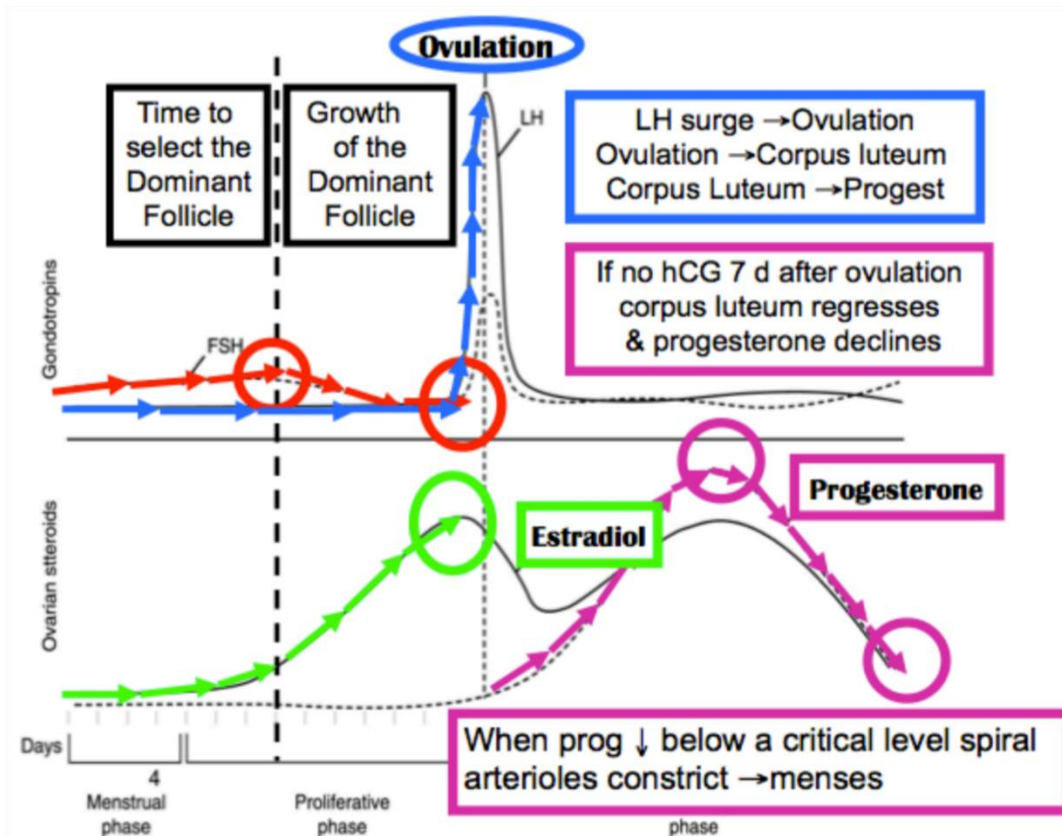 Ovulation
Time to
select the
Dominant
Follicle
Growth
of the
Dominant
Follicle
LH
LH surge →Ovulation
Ovulation →Corpus luteum
Corpus Luteum →Progest
If no hCG 7 d after ovulation
corpus luteum regresses
& progesterone declines
Gondotropins
FSH
Ovarian stteroids
Estradiol
Progesterone
When prog ↓ below a critical level spiral
arterioles constrict →menses
Days
4
Menstrual
phase
Proliferative
phase
phase